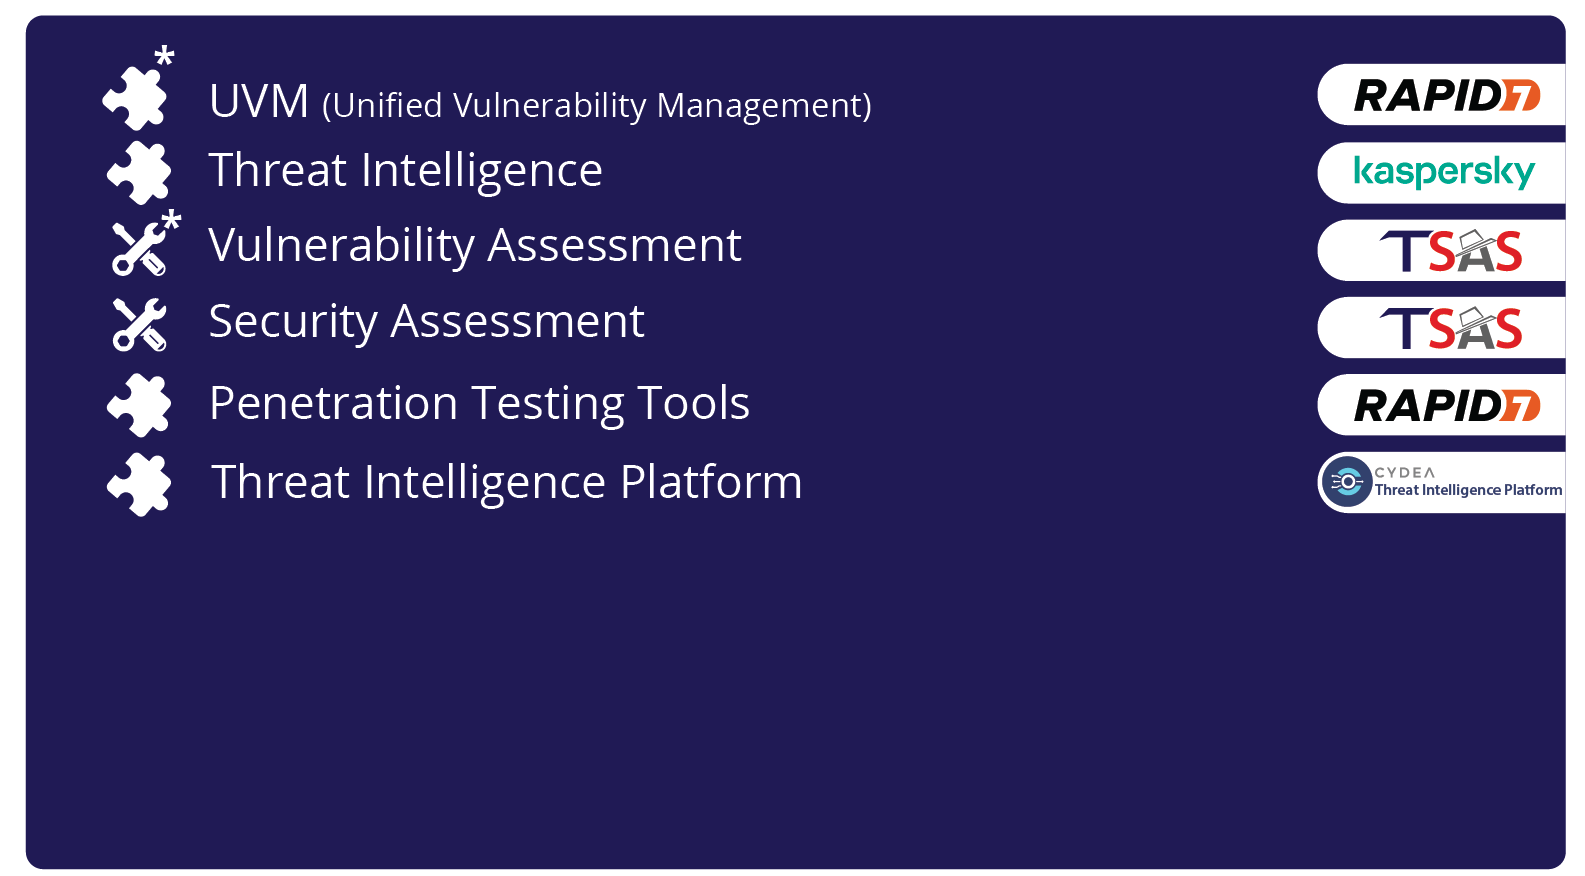 * UVM (Unified Vulnerability Management) RAPID7
Threat Intelligence kaspersky
* Vulnerability Assessment TSAS
Security Assessment TSAS
Penetration Testing Tools RAPID7
Threat Intelligence Platform CYDEA
Threat Intelligence Platform